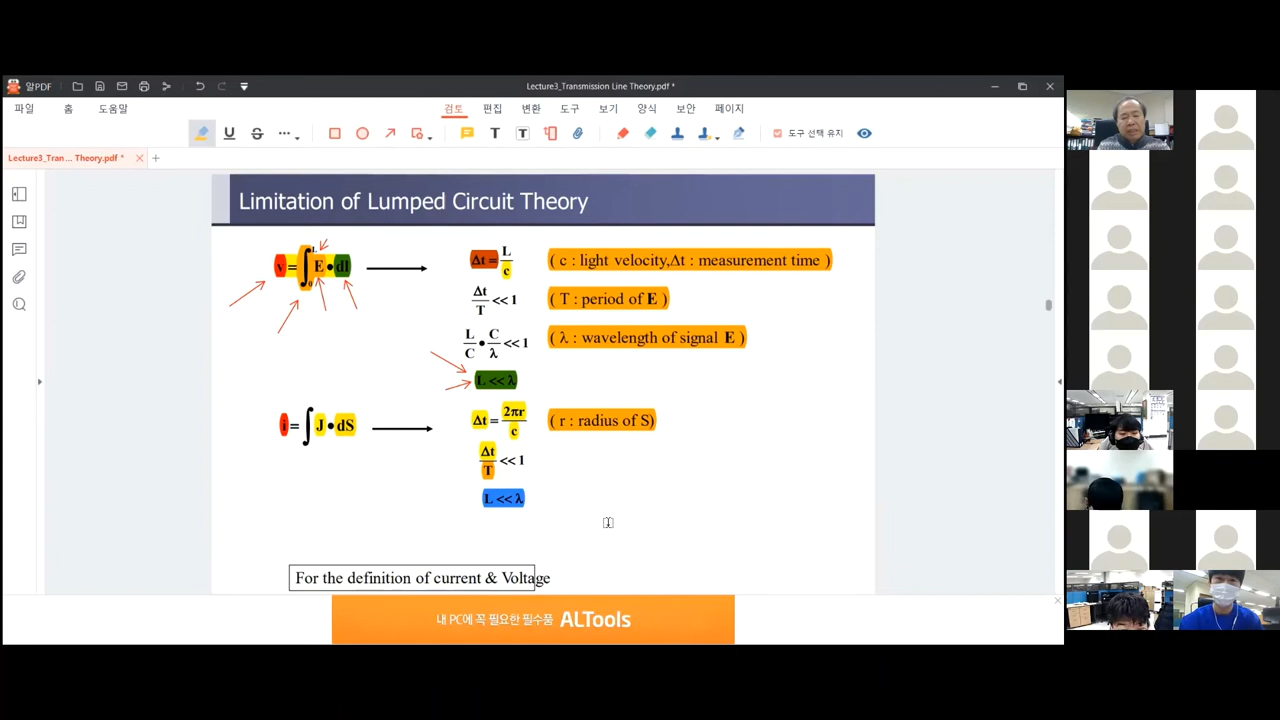 알PDF
Lecture3_Transmission Line Theory.pdf *
파일 홈 도움말 검토 편집 변환 도구 보기 양식 보안 페이지
도구 선택 유지
Lecture3_Tran... Theory.pdf *
Limitation of Lumped Circuit Theory
v = ∫₀ᴸ E • dl
Δt = L/c ( c : light velocity,Δt : measurement time )
Δt/T << 1 ( T : period of E )
L/C • C/λ << 1 ( λ : wavelength of signal E )
L << λ
i = ∫ J • dS
Δt = 2πr/c ( r : radius of S)
Δt/T << 1
L << λ
For the definition of current & Voltage
내 PC에 꼭 필요한 필수품 ALTools